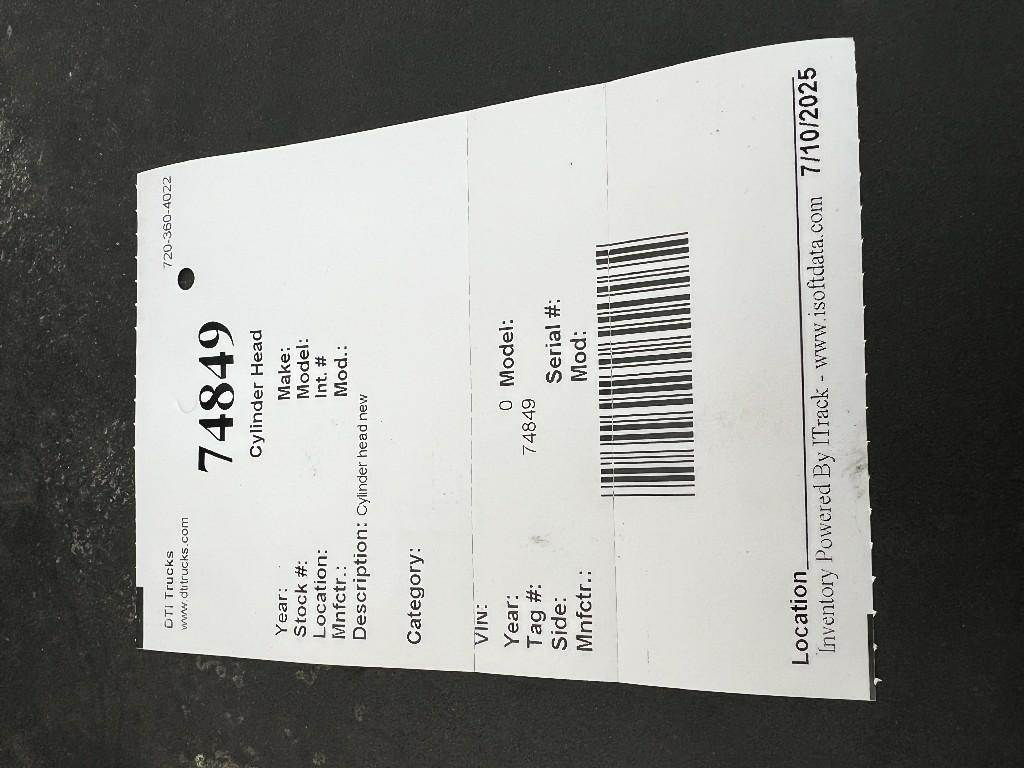 DTI Trucks 720-360-4022
www.dtitrucks.com
74849
Cylinder Head
Year: Make:
Stock #: Model:
Location: Int. #
Mnfctr.: Mod.:
Description: Cylinder head new
Category:
VIN:
Year: 0 Model:
Tag #: 74849
Side: Serial #:
Mnfctr.: Mod:
Location 7/10/2025
Inventory Powered By ITrack - www.isoftdata.com